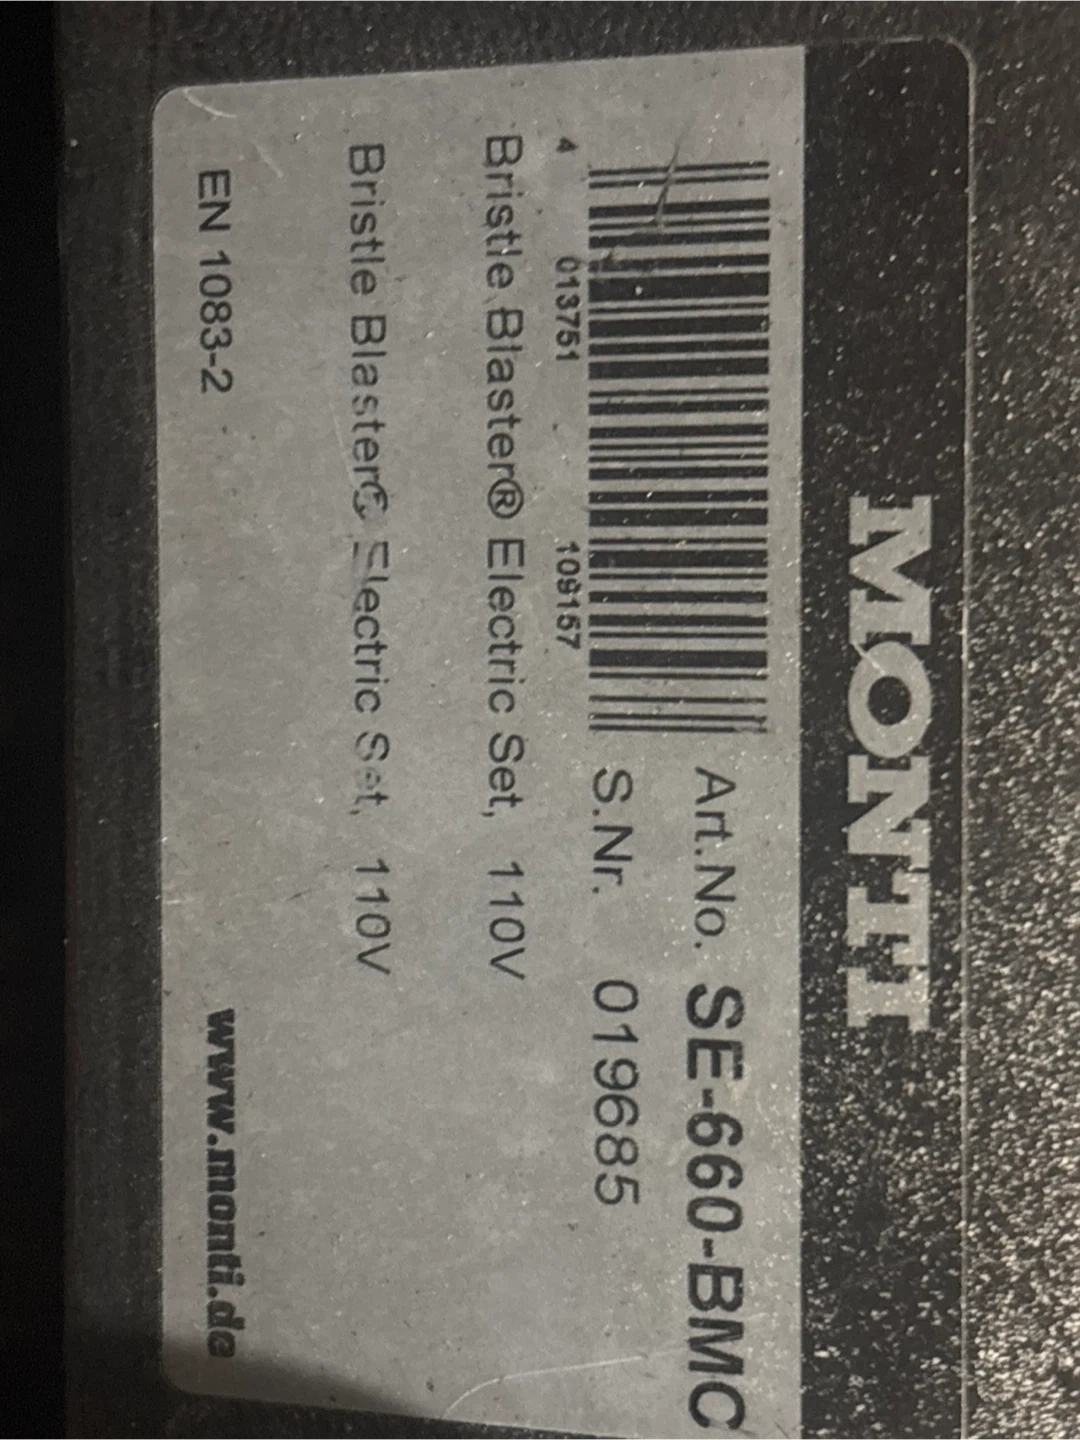 MONTI
Art.No. SE-660-BMC
S.Nr. 019685
4 013751 109157
Bristle Blaster® Electric Set, 110V
Bristle Blaster® Electric Set, 110V
EN 1083-2
www.monti.de